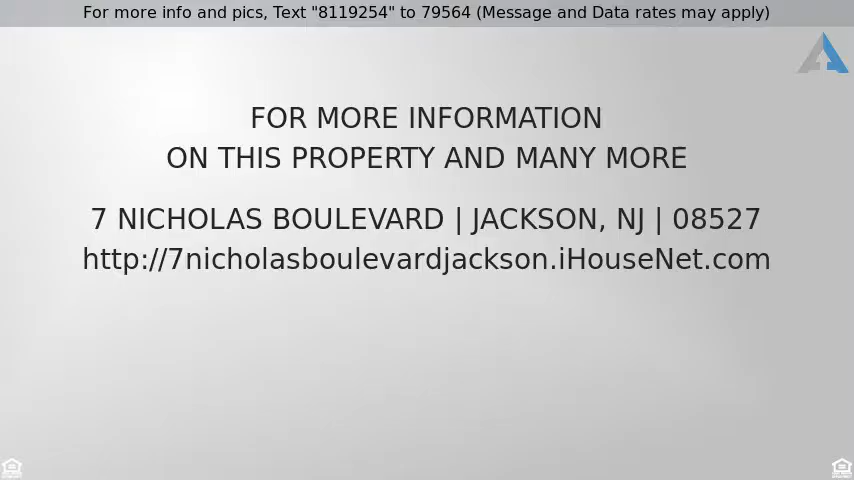 For more info and pics, Text "8119254" to 79564 (Message and Data rates may apply)
FOR MORE INFORMATION
ON THIS PROPERTY AND MANY MORE
7 NICHOLAS BOULEVARD | JACKSON, NJ | 08527
http://7nicholasboulevardjackson.iHouseNet.com